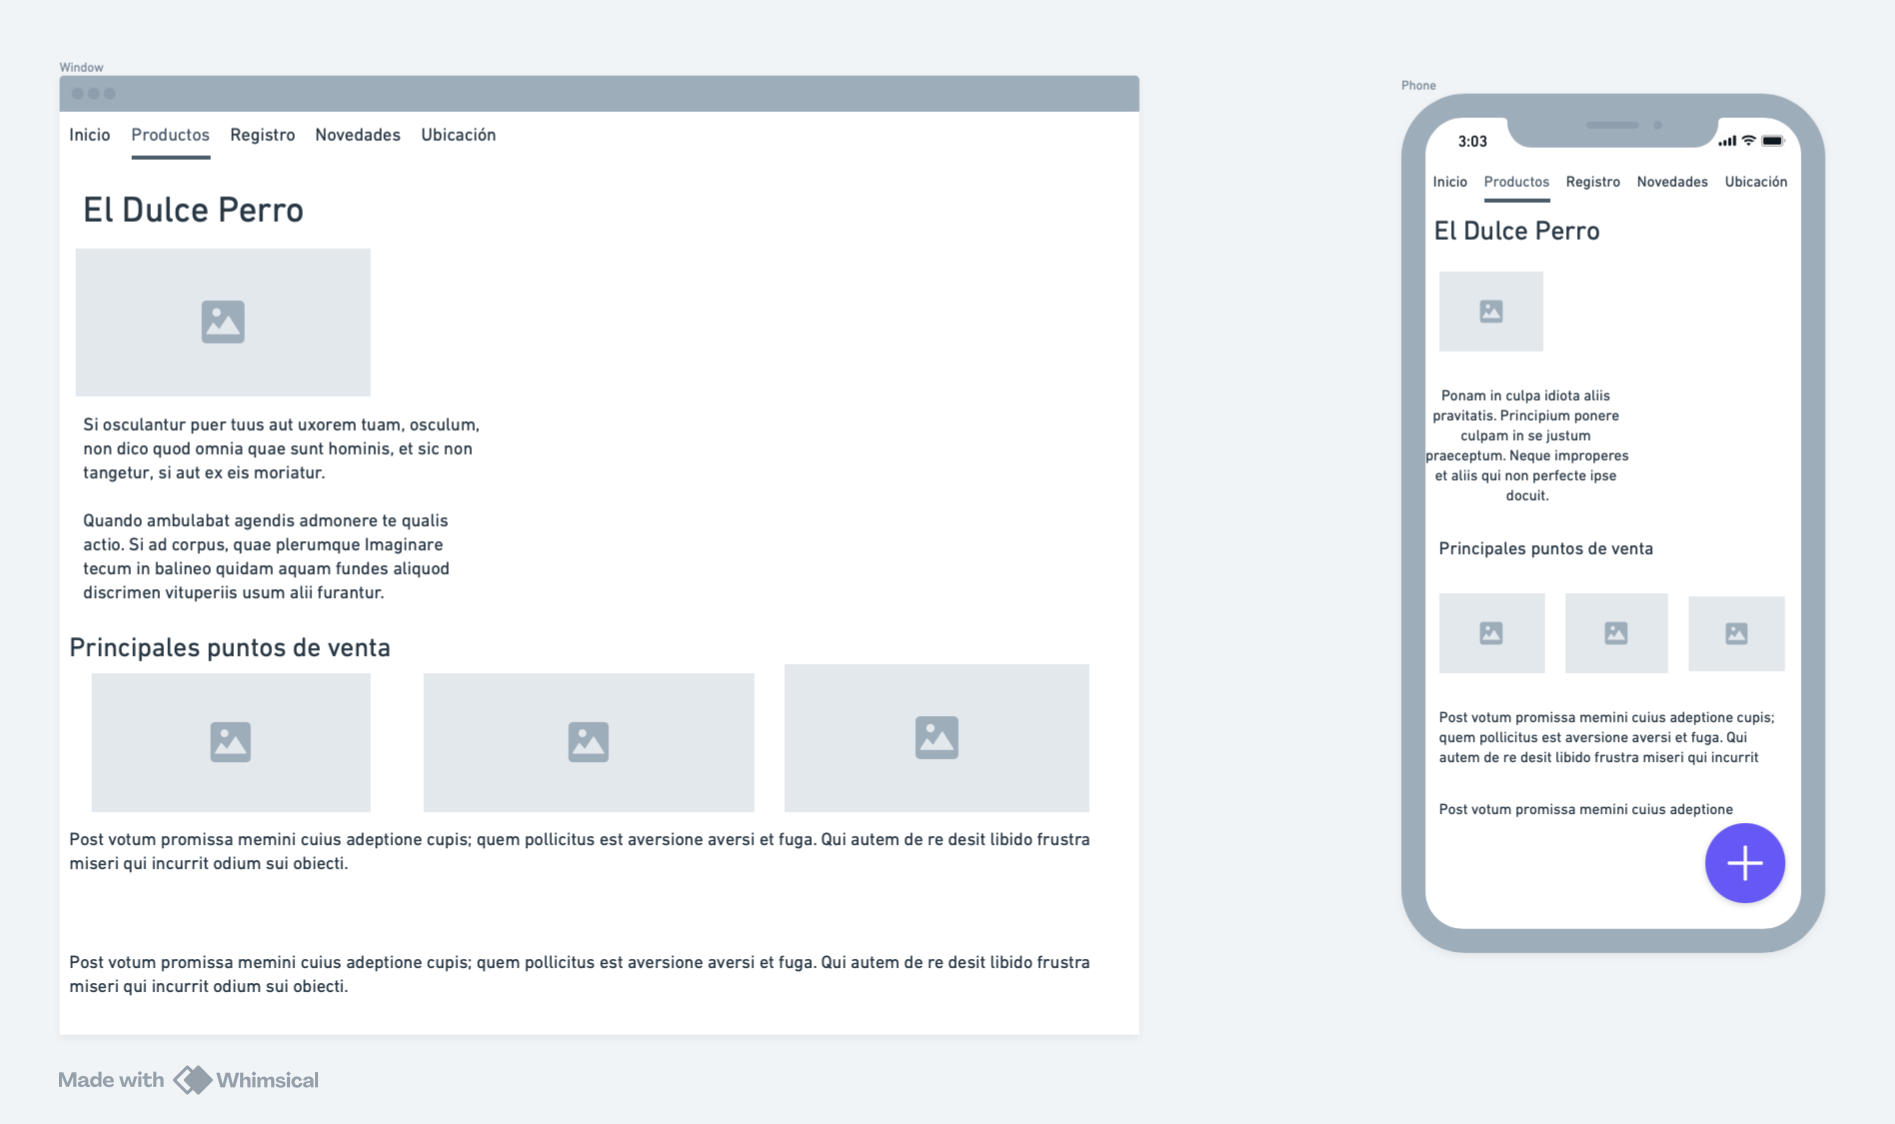 Window
Inicio Productos Registro Novedades Ubicación
El Dulce Perro
Si osculantur puer tuus aut uxorem tuam, osculum,
non dico quod omnia quae sunt hominis, et sic non
tangetur, si aut ex eis moriatur.
Quando ambulabat agendis admonere te qualis
actio. Si ad corpus, quae plerumque Imaginare
tecum in balineo quidam aquam fundes aliquod
discrimen vituperiis usum alii furantur.
Principales puntos de venta
Post votum promissa memini cuius adeptione cupis; quem pollicitus est aversione aversi et fuga. Qui autem de re desit libido frustra
miseri qui incurrit odium sui obiecti.
Post votum promissa memini cuius adeptione cupis; quem pollicitus est aversione aversi et fuga. Qui autem de re desit libido frustra
miseri qui incurrit odium sui obiecti.
Made with Whimsical
Phone
3:03
Inicio Productos Registro Novedades Ubicación
El Dulce Perro
Ponam in culpa idiota aliis
pravitatis. Principium ponere
culpam in se justum
praeceptum. Neque improperes
et aliis qui non perfecte ipse
docuit.
Principales puntos de venta
Post votum promissa memini cuius adeptione cupis;
quem pollicitus est aversione aversi et fuga. Qui
autem de re desit libido frustra miseri qui incurrit
Post votum promissa memini cuius adeptione